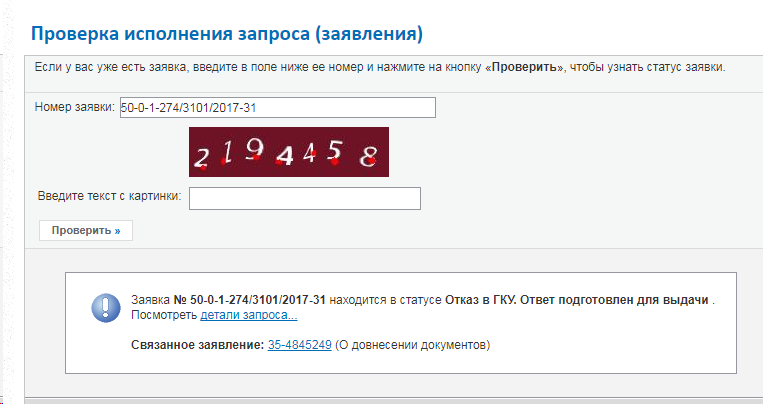 Проверка исполнения запроса (заявления)
Если у вас уже есть заявка, введите в поле ниже ее номер и нажмите на кнопку «Проверить», чтобы узнать статус заявки.
Номер заявки: 50-0-1-274/3101/2017-31
2194458
Введите текст с картинки:
Проверить »
Заявка № 50-0-1-274/3101/2017-31 находится в статусе Отказ в ГКУ. Ответ подготовлен для выдачи .
Посмотреть детали запроса...
Связанное заявление: 35-4845249 (О довнесении документов)